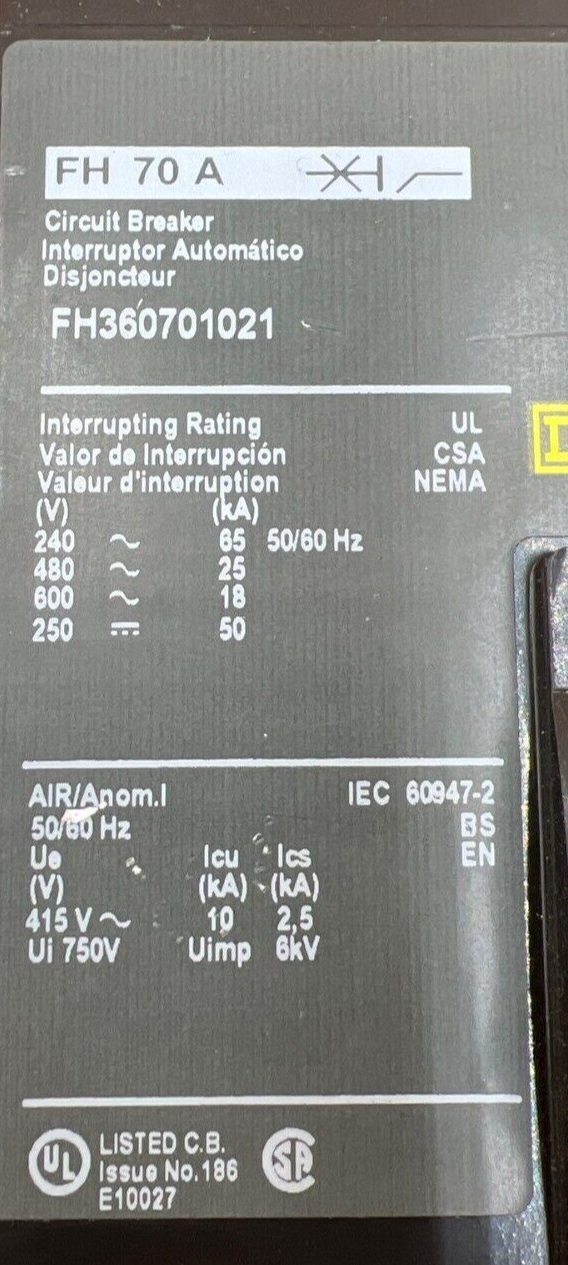 FH 70 A
Circuit Breaker
Interruptor Automático
Disjoncteur
FH360701021
Interrupting Rating UL
Valor de Interrupción CSA
Valeur d'interruption NEMA
(V) (kA)
240 65 50/60 Hz
480 25
600 18
250 50
AIR/Anom.I IEC 60947-2
50/60 Hz BS
Ue Icu Ics EN
(V) (kA) (kA)
415 V 10 2,5
Ui 750V Uimp 6kV
UL LISTED C.B. SA
Issue No.186
E10027